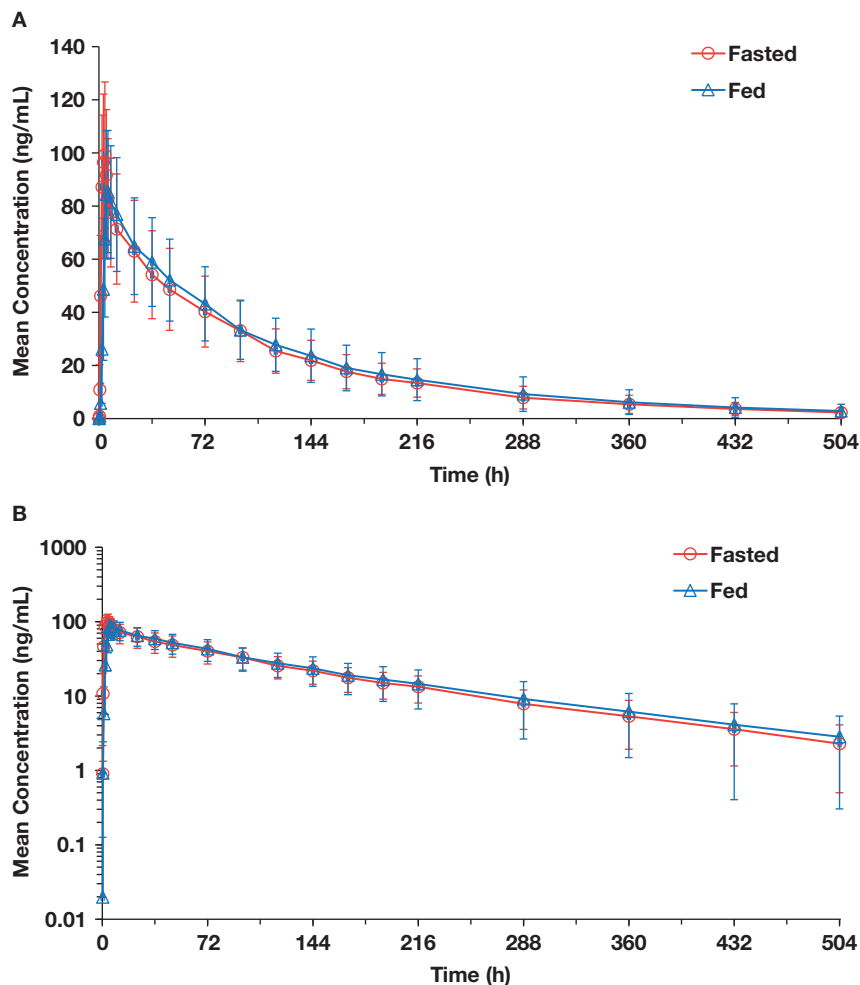 A
Mean Concentration (ng/mL)
140
120
100
80
60
40
20
0
0 72 144 216 288 360 432 504
Time (h)
Fasted
Fed
B
Mean Concentration (ng/mL)
1000
100
10
1
0.1
0.01
0 72 144 216 288 360 432 504
Time (h)
Fasted
Fed